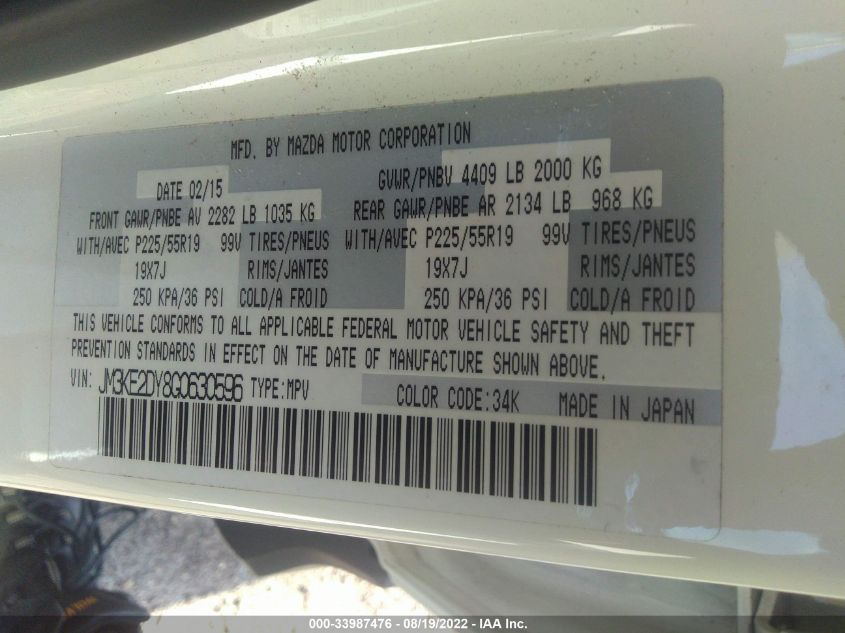 MFD. BY MAZDA MOTOR CORPORATION
DATE 02/15 GVWR/PNBV 4409 LB 2000 KG
FRONT GAWR/PNBE AV 2282 LB 1035 KG REAR GAWR/PNBE AR 2134 LB 968 KG
WITH/AVEC P225/55R19 99V TIRES/PNEUS WITH/AVEC P225/55R19 99V TIRES/PNEUS
19X7J RIMS/JANTES 19X7J RIMS/JANTES
250 KPA/36 PSI COLD/A FROID 250 KPA/36 PSI COLD/A FROID
THIS VEHICLE CONFORMS TO ALL APPLICABLE FEDERAL MOTOR VEHICLE SAFETY AND THEFT
PREVENTION STANDARDS IN EFFECT ON THE DATE OF MANUFACTURE SHOWN ABOVE.
VIN: JM3KE2DY8G0630596 TYPE:MPV COLOR CODE:34K MADE IN JAPAN
000-33987476 - 08/19/2022 - IAA Inc.